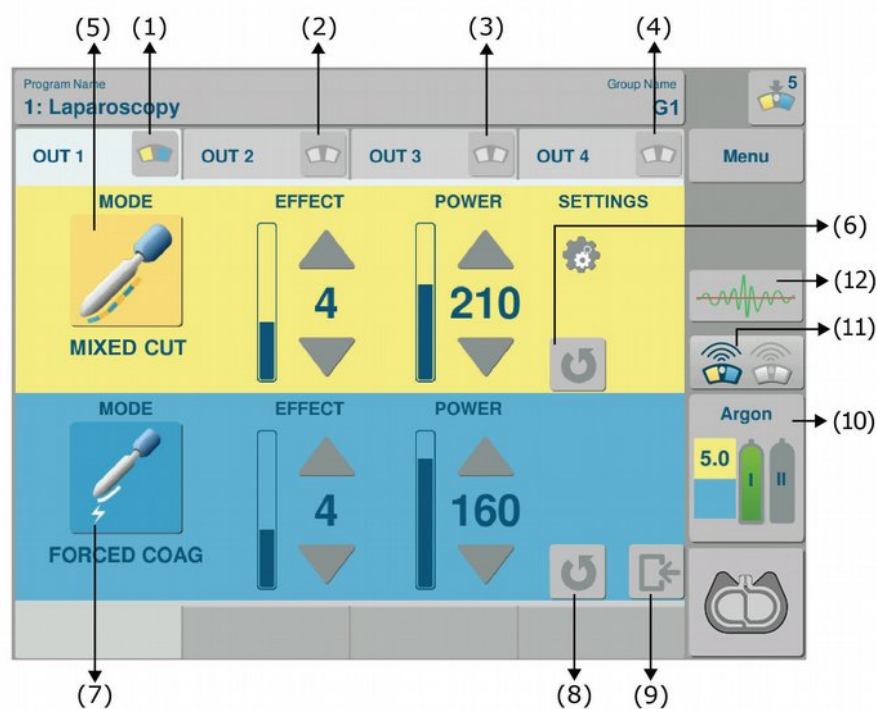 (5) (1) (2) (3) (4)
Program Name Group Name 5
1: Laparoscopy G1
OUT 1 OUT 2 OUT 3 OUT 4 Menu
MODE EFFECT POWER SETTINGS
(6)
4 210
(12)
MIXED CUT
(11)
MODE EFFECT POWER Argon
(10)
5.0
I II
4 160
FORCED COAG
(7) (8) (9)